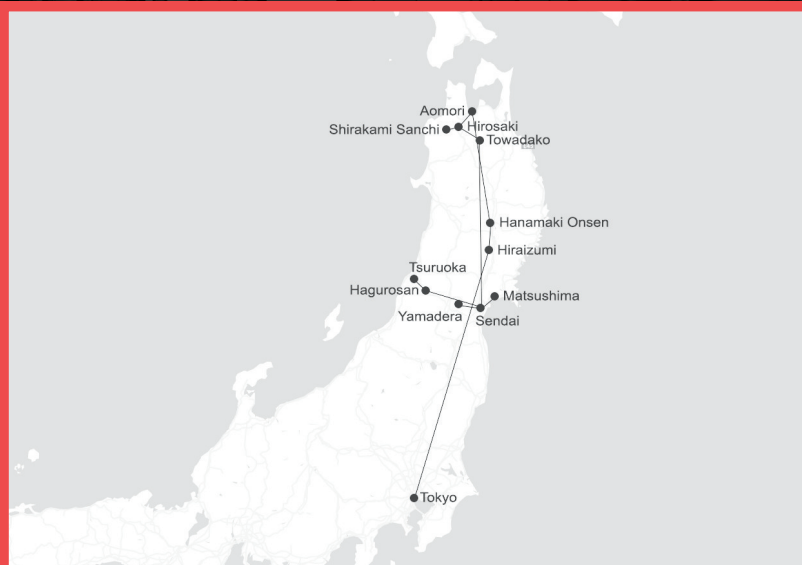 Aomori
Hirosaki
Shirakami Sanchi
Towadako
Hanamaki Onsen
Hiraizumi
Tsuruoka
Hagurosan
Matsushima
Yamadera
Sendai
Tokyo